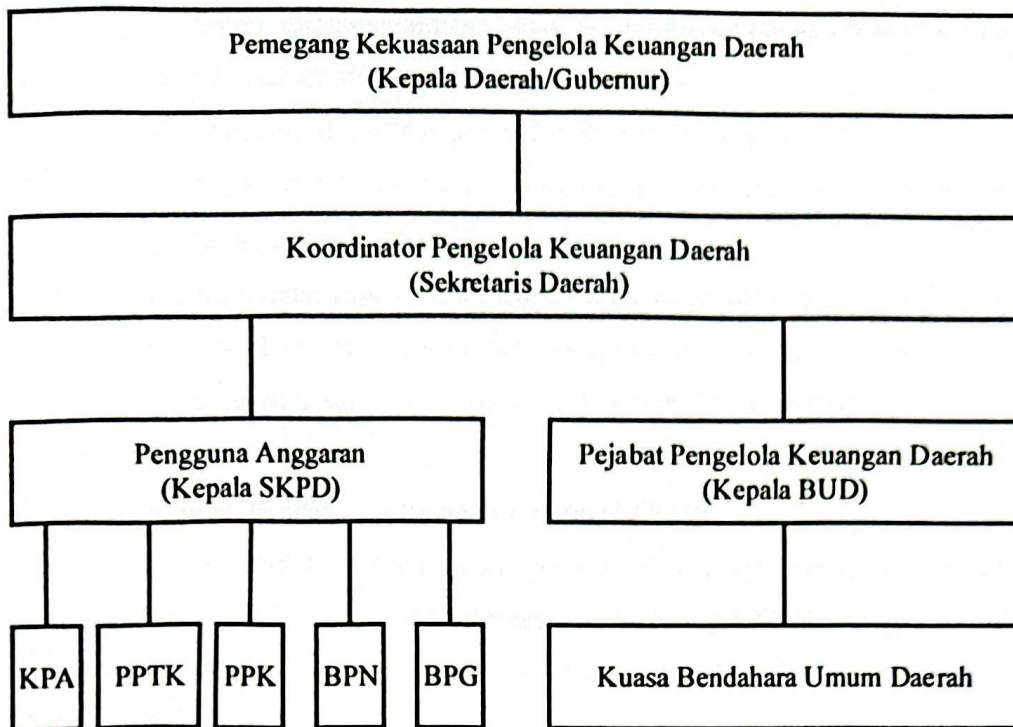 Pemegang Kekuasaan Pengelola Keuangan Daerah
(Kepala Daerah/Gubernur)
Koordinator Pengelola Keuangan Daerah
(Sekretaris Daerah)
Pengguna Anggaran
(Kepala SKPD)
Pejabat Pengelola Keuangan Daerah
(Kepala BUD)
KPA
PPTK
PPK
BPN
BPG
Kuasa Bendahara Umum Daerah